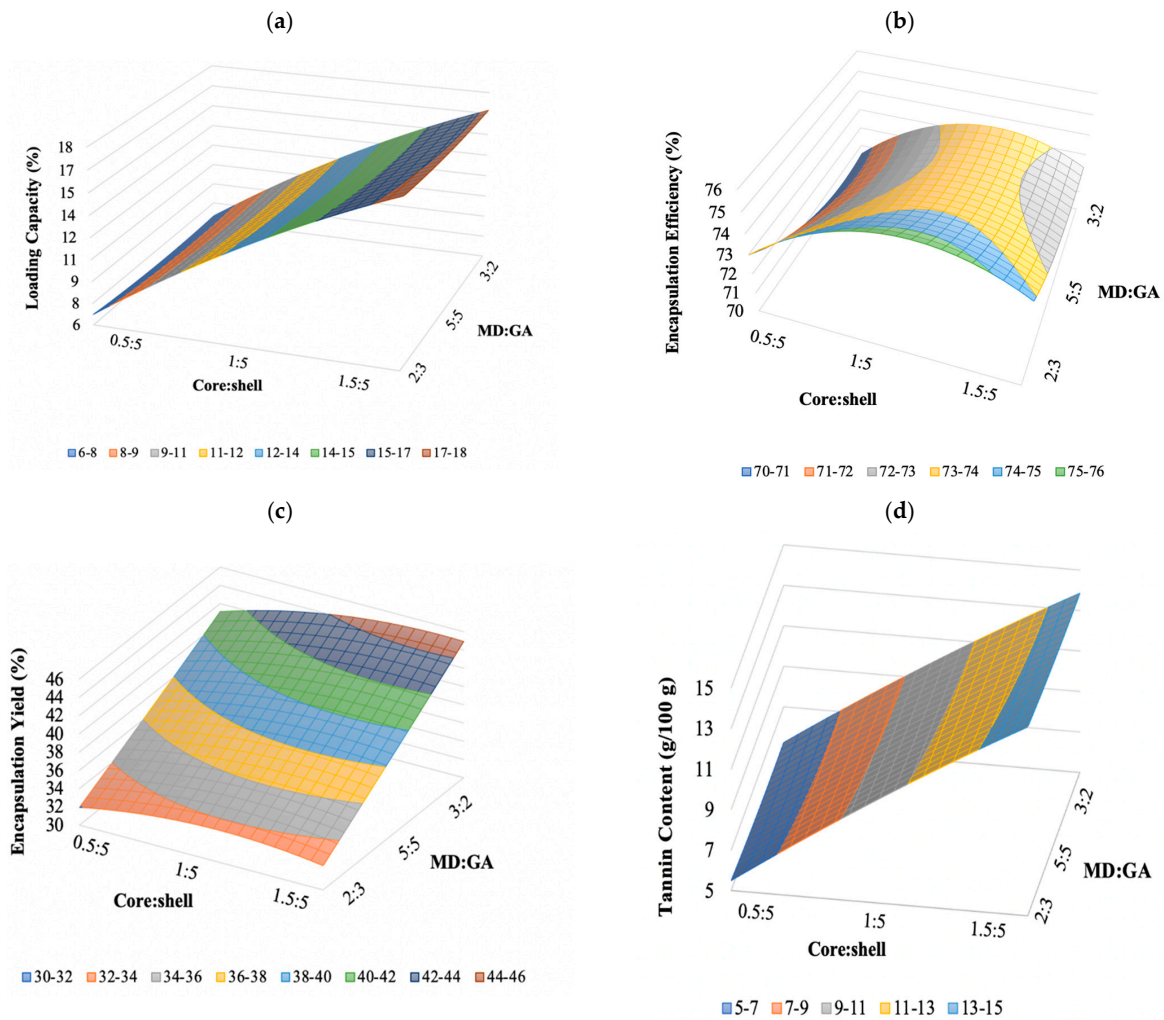 (a)
Loading Capacity (%)
18
17
15
14
12
11
9
8
6
0.5:5
1:5
1.5:5
Core:shell
2:3
5:5
3:2
MD:GA
6-8 8-9 9-11 11-12 12-14 14-15 15-17 17-18
(b)
Encapsulation Efficiency (%)
76
75
74
73
72
71
70
0.5:5
1:5
1.5:5
Core:shell
2:3
5:5
3:2
MD:GA
70-71 71-72 72-73 73-74 74-75 75-76
(c)
Encapsulation Yield (%)
46
44
42
40
38
36
34
32
30
0.5:5
1:5
1.5:5
Core:shell
2:3
5:5
3:2
MD:GA
30-32 32-34 34-36 36-38 38-40 40-42 42-44 44-46
(d)
Tannin Content (g/100 g)
15
13
11
9
7
5
0.5:5
1:5
1.5:5
Core:shell
2:3
5:5
3:2
MD:GA
5-7 7-9 9-11 11-13 13-15